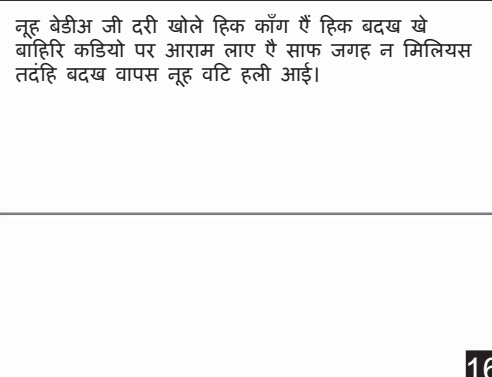 नूह बेडीअ जी दरी खोले हिक काँग ऐं हिक बदख खे
बाहिरि कडियो पर आराम लाए ऐ साफ जगह न मिलियस
तदंहि बदख वापस नूह वटि हली आई।
16